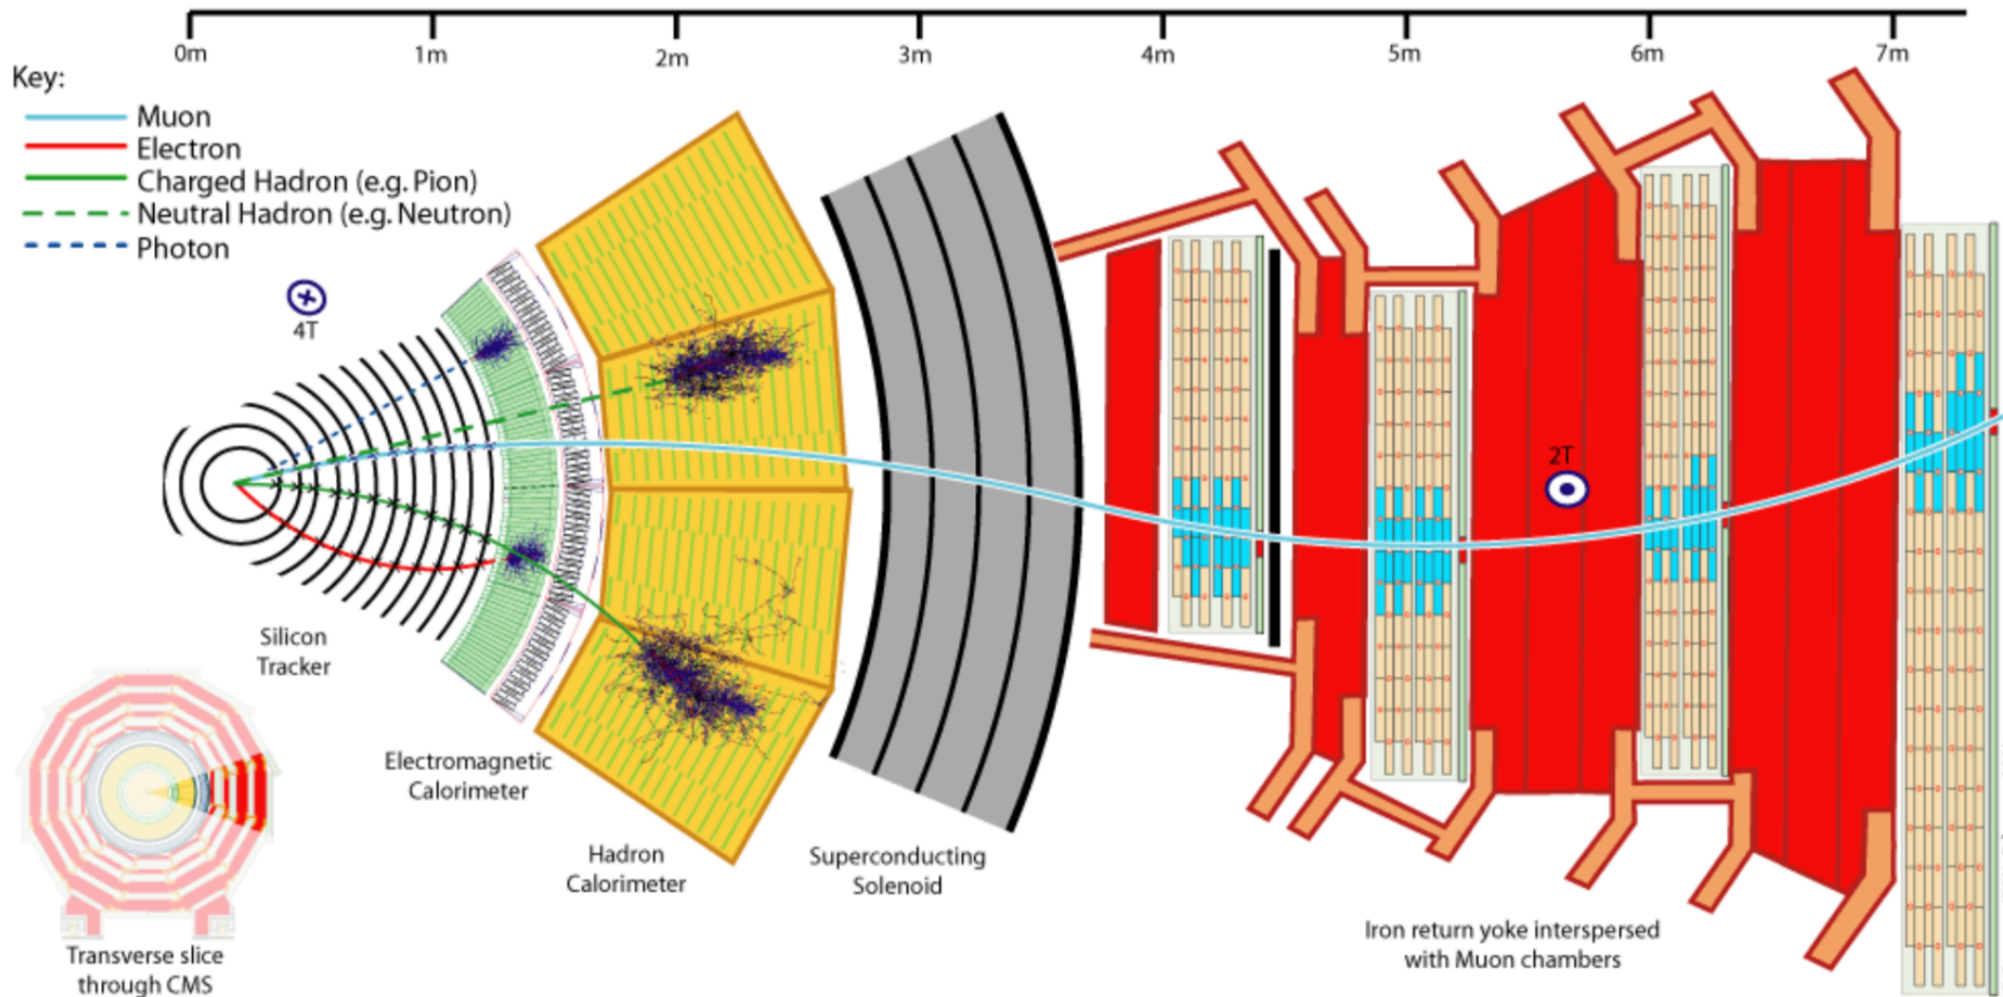 0m 1m 2m 3m 4m 5m 6m 7m
Key:
Muon
Electron
Charged Hadron (e.g. Pion)
Neutral Hadron (e.g. Neutron)
Photon
4T
2T
Silicon
Tracker
Electromagnetic
Calorimeter
Hadron
Calorimeter
Superconducting
Solenoid
Iron return yoke interspersed
with Muon chambers
Transverse slice
through CMS